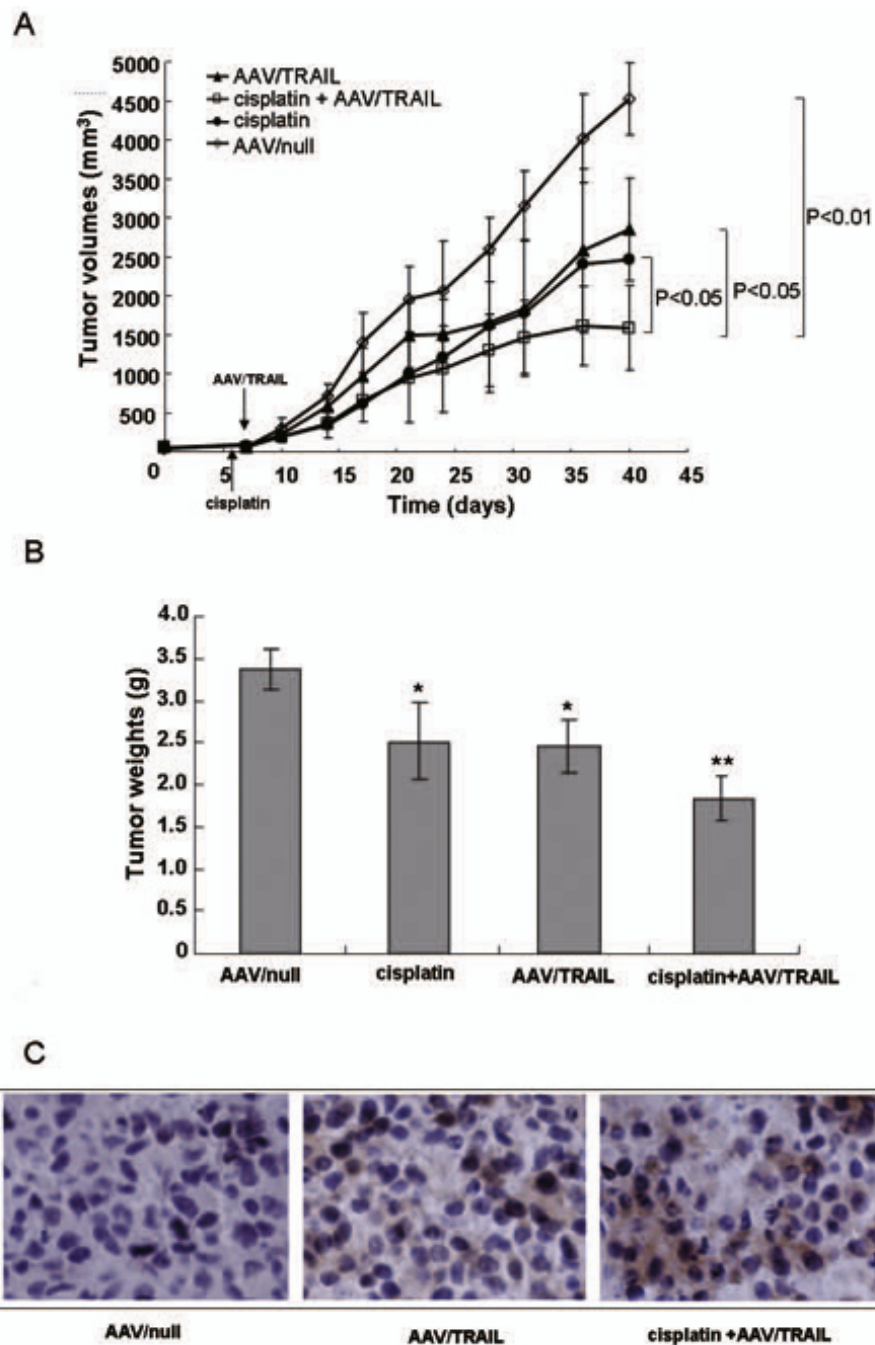 A
Tumor volumes (mm³)
5000
4500
4000
3500
3000
2500
2000
1500
1000
500
0
AAV/TRAIL
cisplatin + AAV/TRAIL
cisplatin
AAV/null
AAV/TRAIL
cisplatin
P<0.05
P<0.05
P<0.01
5 10 15 20 25 30 35 40 45
Time (days)
B
Tumor weights (g)
4.0
3.5
3.0
2.5
2.0
1.5
1.0
0.5
0
* * **
AAV/null cisplatin AAV/TRAIL cisplatin+AAV/TRAIL
C
AAV/null AAV/TRAIL cisplatin +AAV/TRAIL